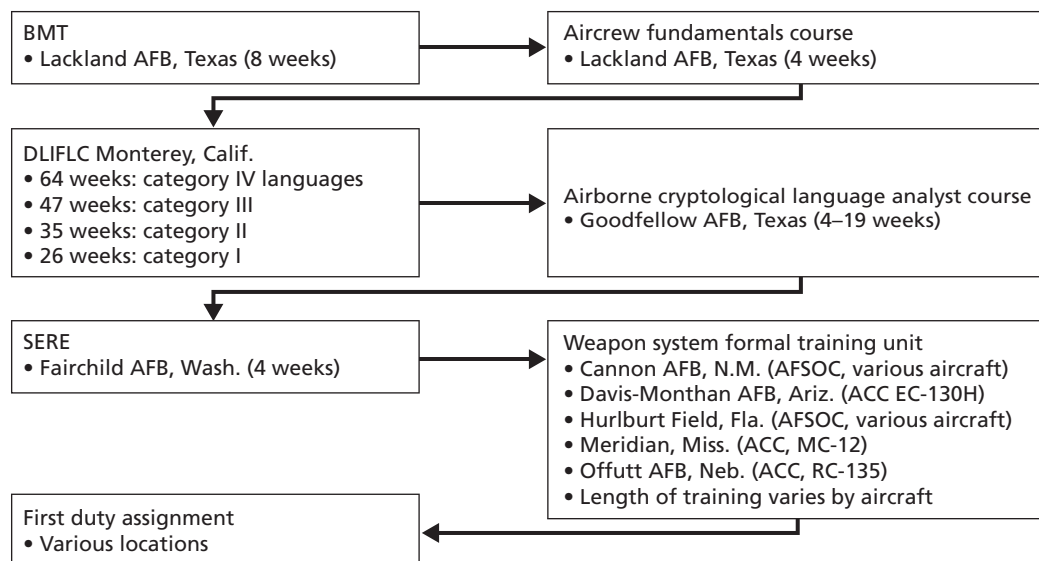 BMT
• Lackland AFB, Texas (8 weeks)
Aircrew fundamentals course
• Lackland AFB, Texas (4 weeks)
DLIFLC Monterey, Calif.
• 64 weeks: category IV languages
• 47 weeks: category III
• 35 weeks: category II
• 26 weeks: category I
Airborne cryptological language analyst course
• Goodfellow AFB, Texas (4–19 weeks)
SERE
• Fairchild AFB, Wash. (4 weeks)
Weapon system formal training unit
• Cannon AFB, N.M. (AFSOC, various aircraft)
• Davis-Monthan AFB, Ariz. (ACC EC-130H)
• Hurlburt Field, Fla. (AFSOC, various aircraft)
• Meridian, Miss. (ACC, MC-12)
• Offutt AFB, Neb. (ACC, RC-135)
• Length of training varies by aircraft
First duty assignment
• Various locations